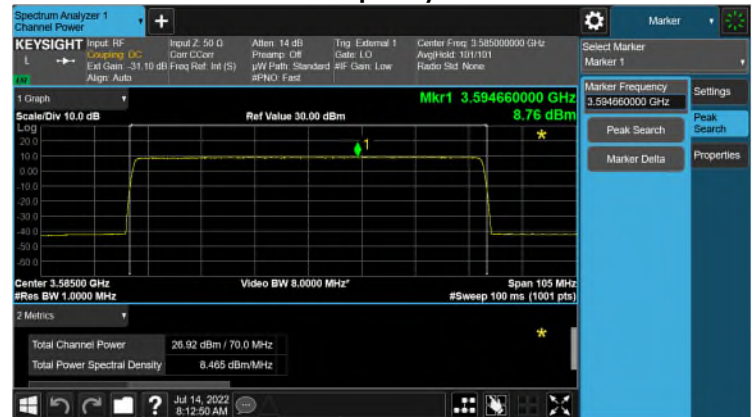 Spectrum Analyzer 1
Channel Power
Marker
KEYSIGHT
L
Input: RF
Coupling: DC
Ext Gain: -31.10 dB
Align: Auto
Input Z: 50 Ω
Corr CCorr
Freq Ref: Int (S)
Atten: 14 dB
Preamp: Off
µW Path: Standard
#PNO: Fast
Trig: External 1
Gate: LO
#IF Gain: Low
Center Freq: 3.585000000 GHz
Avg|Hold: 101/101
Radio Std: None
Select Marker
Marker 1
1 Graph
Mkr1 3.594660000 GHz
Scale/Div 10.0 dB
Ref Value 30.00 dBm
8.76 dBm
Log
20.0
10.0
0.00
-10.0
-20.0
-30.0
-40.0
-50.0
-60.0
1
Center 3.58500 GHz
Video BW 8.0000 MHz*
Span 105 MHz
#Res BW 1.0000 MHz
#Sweep 100 ms (1001 pts)
Marker Frequency
3.594660000 GHz
Peak Search
Marker Delta
Settings
Peak
Search
Properties
2 Metrics
Total Channel Power
26.92 dBm / 70.0 MHz
Total Power Spectral Density
8.465 dBm/MHz
?
Jul 14, 2022
8:12:50 AM